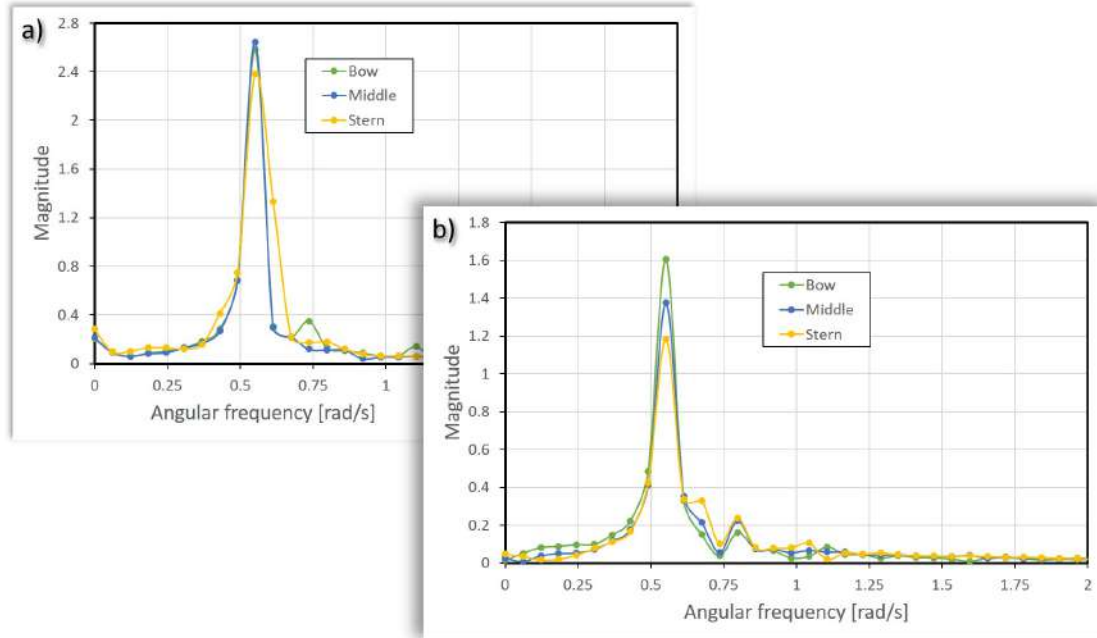 a)
2.8
2.4
2
1.6
1.2
0.8
0.4
0
Magnitude
Bow
Middle
Stern
0 0.25 0.5 0.75 1
Angular frequency [rad/s]
b)
1.8
1.6
1.4
1.2
1
0.8
0.6
0.4
0.2
0
Magnitude
Bow
Middle
Stern
0 0.25 0.5 0.75 1 1.25 1.5 1.75 2
Angular frequency [rad/s]